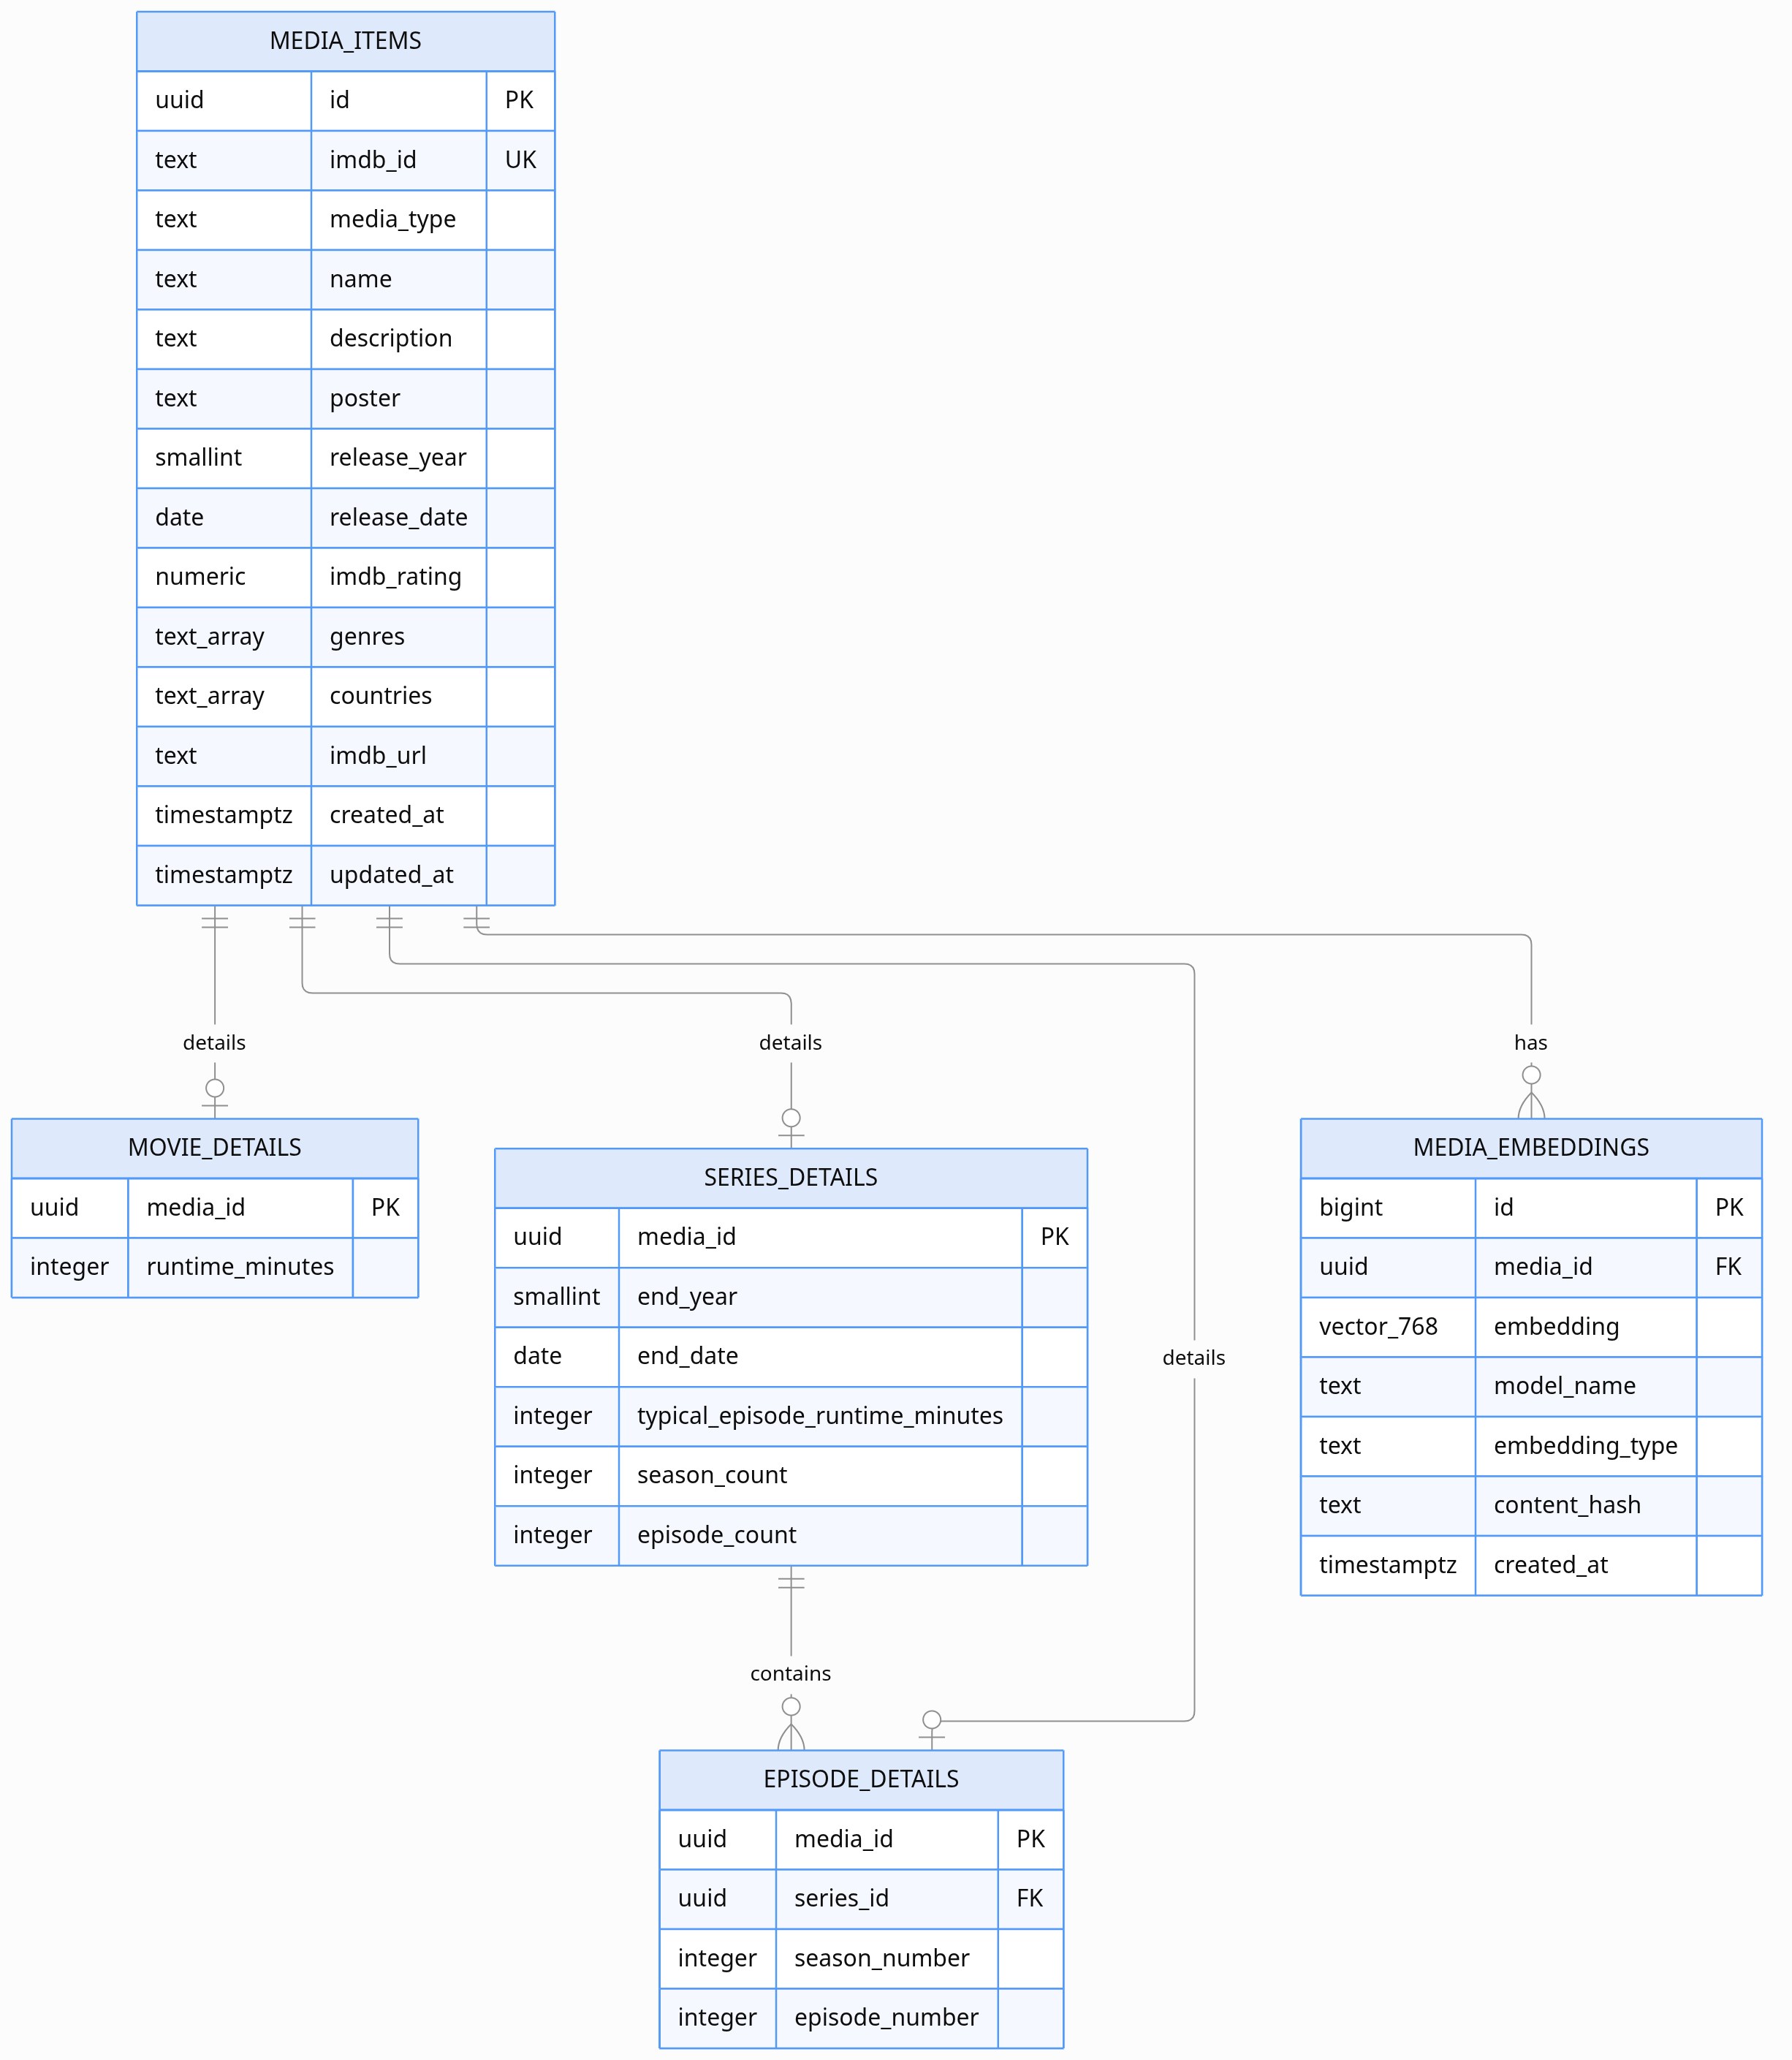 MEDIA_ITEMS
uuid id PK
text imdb_id UK
text media_type
text name
text description
text poster
smallint release_year
date release_date
numeric imdb_rating
text_array genres
text_array countries
text imdb_url
timestamptz created_at
timestamptz updated_at
details
details
has
MOVIE_DETAILS
uuid media_id PK
integer runtime_minutes
SERIES_DETAILS
uuid media_id PK
smallint end_year
date end_date
integer typical_episode_runtime_minutes
integer season_count
integer episode_count
details
MEDIA_EMBEDDINGS
bigint id PK
uuid media_id FK
vector_768 embedding
text model_name
text embedding_type
text content_hash
timestamptz created_at
contains
EPISODE_DETAILS
uuid media_id PK
uuid series_id FK
integer season_number
integer episode_number